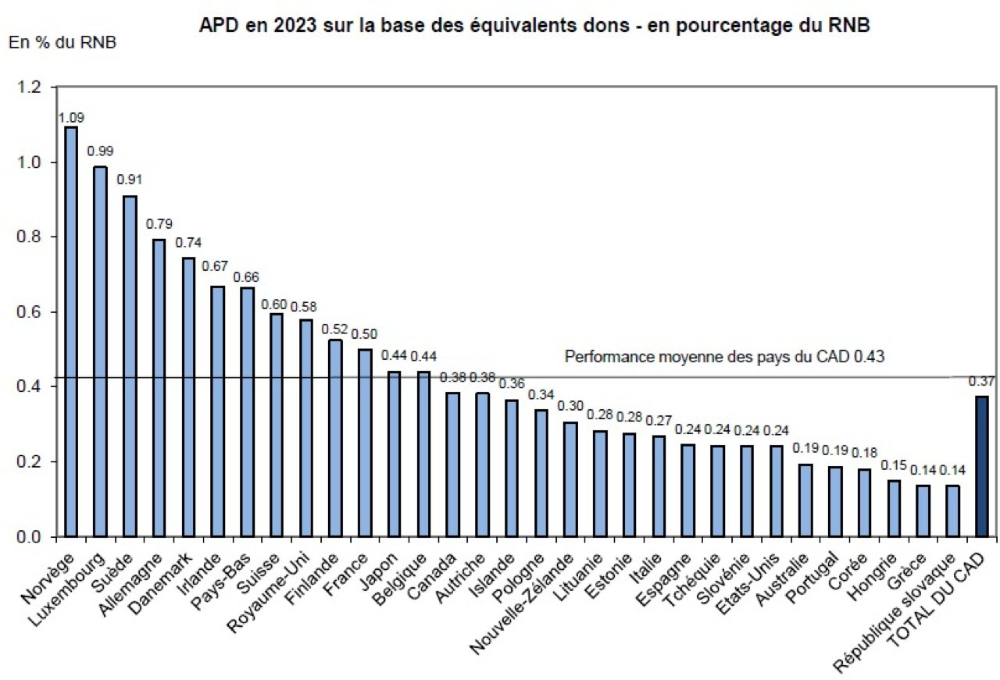 APD en 2023 sur la base des équivalents dons - en pourcentage du RNB
En % du RNB
1.2
1.0
0.8
0.6
0.4
0.2
0.0
1.09
0.99
0.91
0.79
0.74
0.67
0.66
0.60
0.58
0.52
0.50
0.44
0.44
0.38
0.38
0.36
0.34
0.30
0.28
0.28
0.27
0.24
0.24
0.24
0.24
0.19
0.19
0.18
0.15
0.14
0.14
0.37
Performance moyenne des pays du CAD 0.43
Norvège
Luxembourg
Suède
Allemagne
Danemark
Irlande
Pays-Bas
Suisse
Royaume-Uni
Finlande
France
Japon
Belgique
Canada
Autriche
Islande
Pologne
Nouvelle-Zélande
Lituanie
Estonie
Italie
Espagne
Tchéquie
Slovénie
Etats-Unis
Australie
Portugal
Corée
Hongrie
Grèce
République slovaque
TOTAL DU CAD